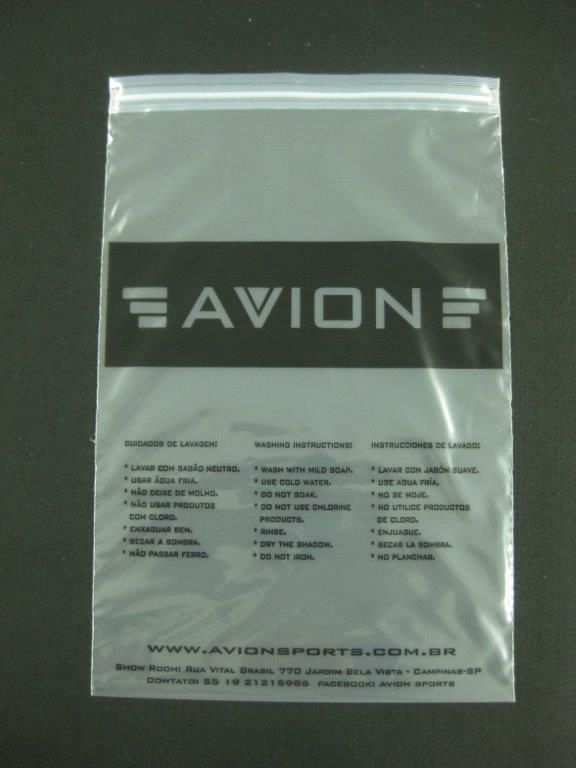 AVION
CUIDADOS DE LAVAGEM:
* LAVAR COM SABÃO NEUTRO.
* USAR ÁGUA FRIA.
* NÃO DEIXE DE MOLHO.
* NÃO USAR PRODUTOS
COM CLORO.
* ENXAGUAR BEM.
* SECAR A SOMBRA.
* NÃO PASSAR FERRO.
WASHING INSTRUCTIONS:
* WASH WITH MILD SOAP.
* USE COLD WATER.
* DO NOT SOAK.
* DO NOT USE CHLORINE
PRODUCTS.
* RINSE.
* DRY THE SHADOW.
* DO NOT IRON.
INSTRUCCIONES DE LAVADO:
* LAVAR CON JABÓN SUAVE.
* USE AGUA FRÍA.
* NO SE MOJE.
* NO UTILICE PRODUCTOS
DE CLORO.
* ENJUAGUE.
* SECAR LA SOMBRA.
* NO PLANCHAR.
WWW.AVIONSPORTS.COM.BR
SHOW ROOM: RUA VITAL BRASIL 770 JARDIM BELA VISTA • CAMPINAS-SP
CONTATO: 55 19 21215986 FACEBOOK: AVION SPORTS